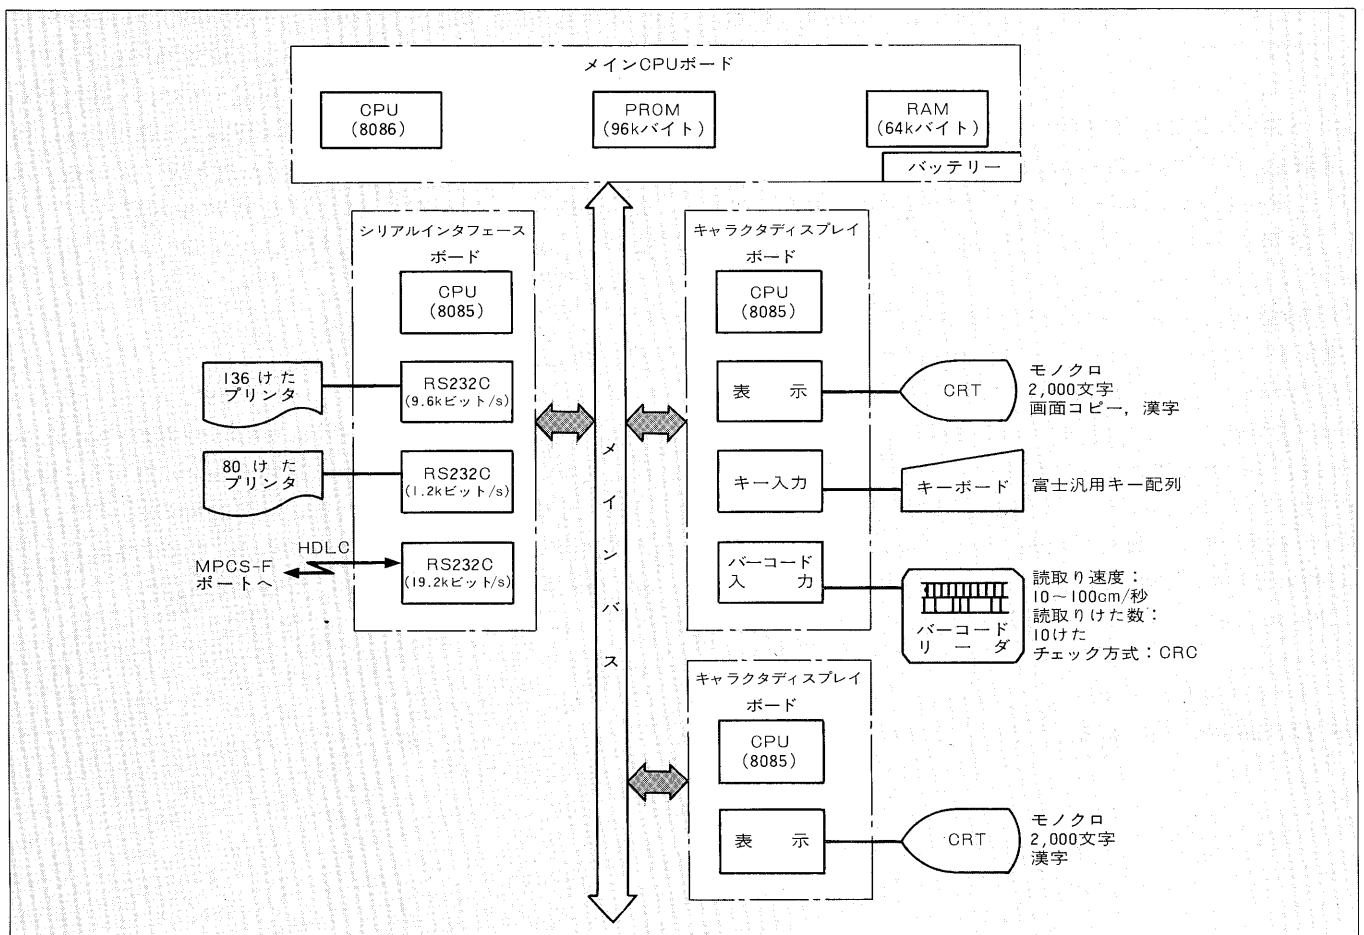 メインCPUボード
CPU
(8086)
PROM
(96kバイト)
RAM
(64kバイト)
バッテリー
シリアルインタフェース
ボード
CPU
(8085)
136けた
プリンタ
RS232C
(9.6kビット/s)
80けた
プリンタ
RS232C
(1.2kビット/s)
HDLC
MPCS-F
ポートへ
RS232C
(19.2kビット/s)
メインバス
キャラクタディスプレイ
ボード
CPU
(8085)
表示
CRT
モノクロ
2,000文字
画面コピー，漢字
キー入力
キーボード
富士汎用キー配列
バーコード
入力
バーコード
リーダ
読取り速度：
10～100cm/秒
読取りけた数：
10けた
チェック方式：CRC
キャラクタディスプレイ
ボード
CPU
(8085)
表示
CRT
モノクロ
2,000文字
漢字